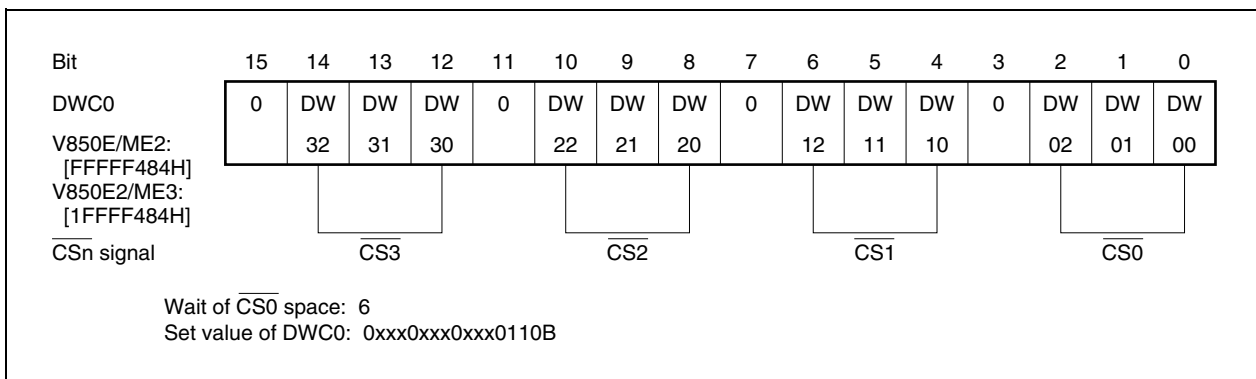 Bit 15 14 13 12 11 10 9 8 7 6 5 4 3 2 1 0
DWC0 0 DW DW DW 0 DW DW DW 0 DW DW DW 0 DW DW DW
V850E/ME2: 32 31 30 22 21 20 12 11 10 02 01 00
[FFFFF484H]
V850E2/ME3:
[1FFFF484H]
CSn signal CS3 CS2 CS1 CS0
Wait of CS0 space: 6
Set value of DWC0: 0xxx0xxx0xxx0110B